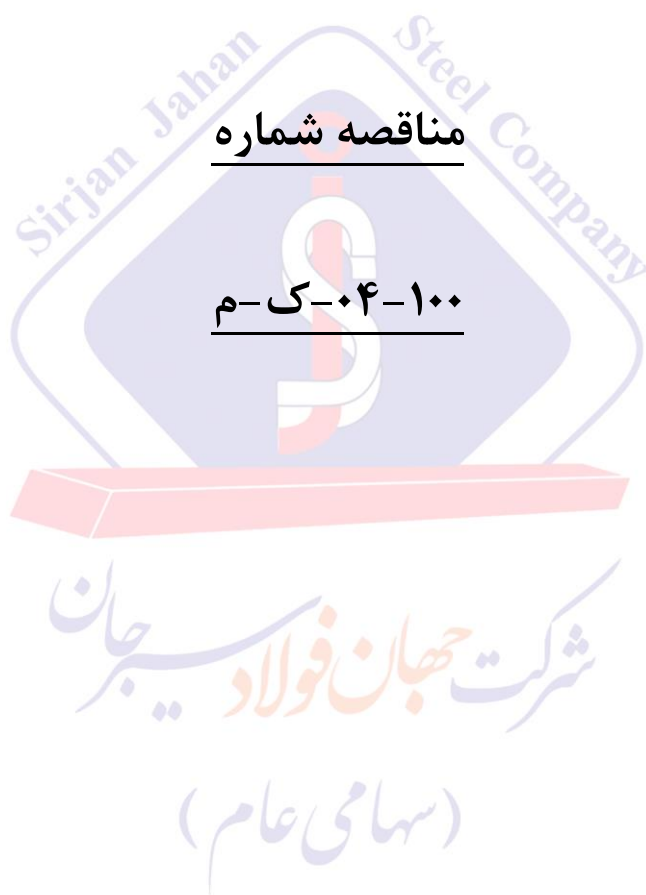 Sirjan Jahan Steel Company
مناقصه شماره
۱۰۰-۰۴-ک-م
شرکت جهان فولاد سیرجان
(سهامی عام)